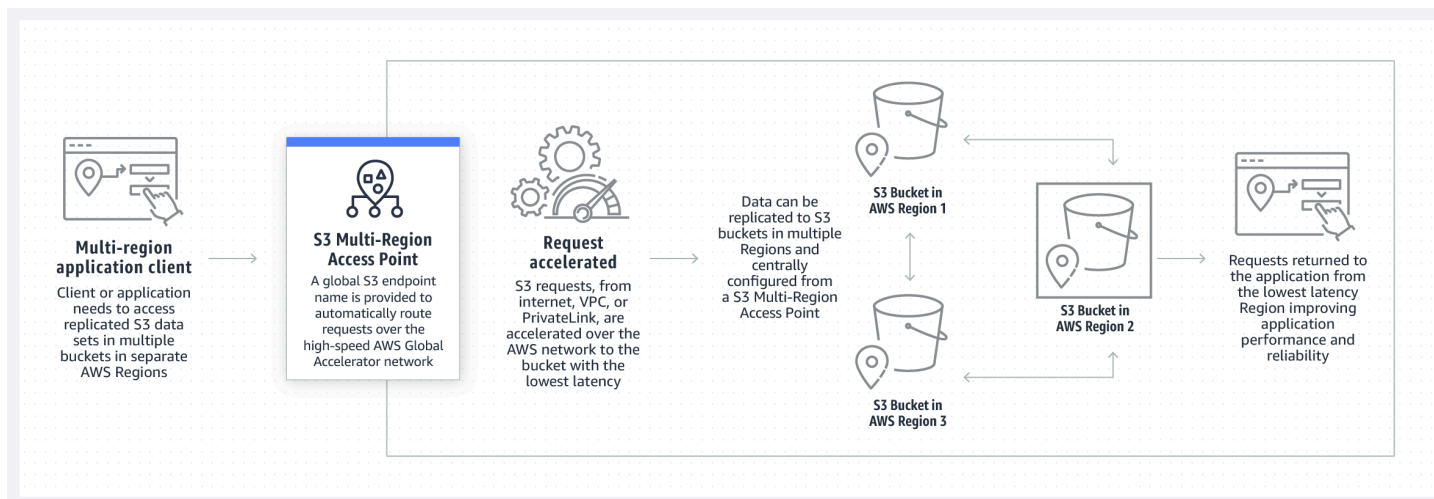 Multi-region
application client
Client or application
needs to access
replicated S3 data
sets in multiple
buckets in separate
AWS Regions
S3 Multi-Region
Access Point
A global S3 endpoint
name is provided to
automatically route
requests over the
high-speed AWS Global
Accelerator network
Request
accelerated
S3 requests, from
internet, VPC, or
PrivateLink, are
accelerated over the
AWS network to the
bucket with the
lowest latency
Data can be
replicated to S3
buckets in multiple
Regions and
centrally
configured from
a S3 Multi-Region
Access Point
S3 Bucket in
AWS Region 1
S3 Bucket in
AWS Region 3
S3 Bucket in
AWS Region 2
Requests returned to
the application from
the lowest latency
Region improving
application
performance and
reliability